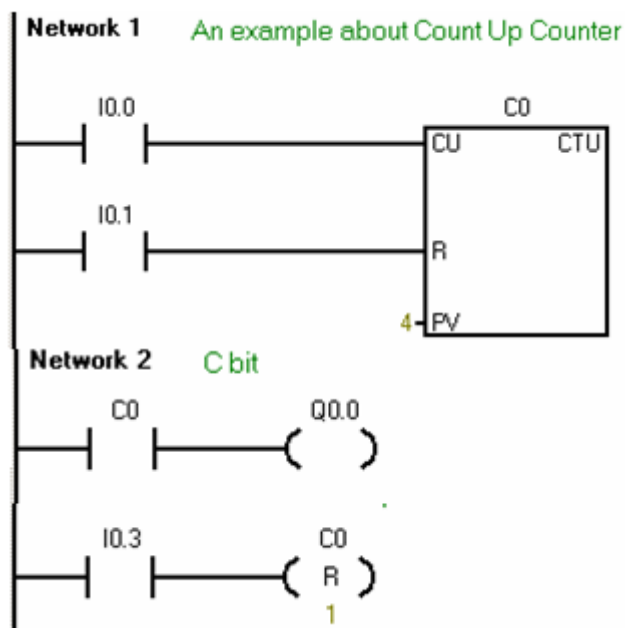 Network 1 An example about Count Up Counter
I0.0 C0
CU CTU
I0.1
R
4 PV
Network 2 C bit
C0 Q0.0
I0.3 C0
R
1